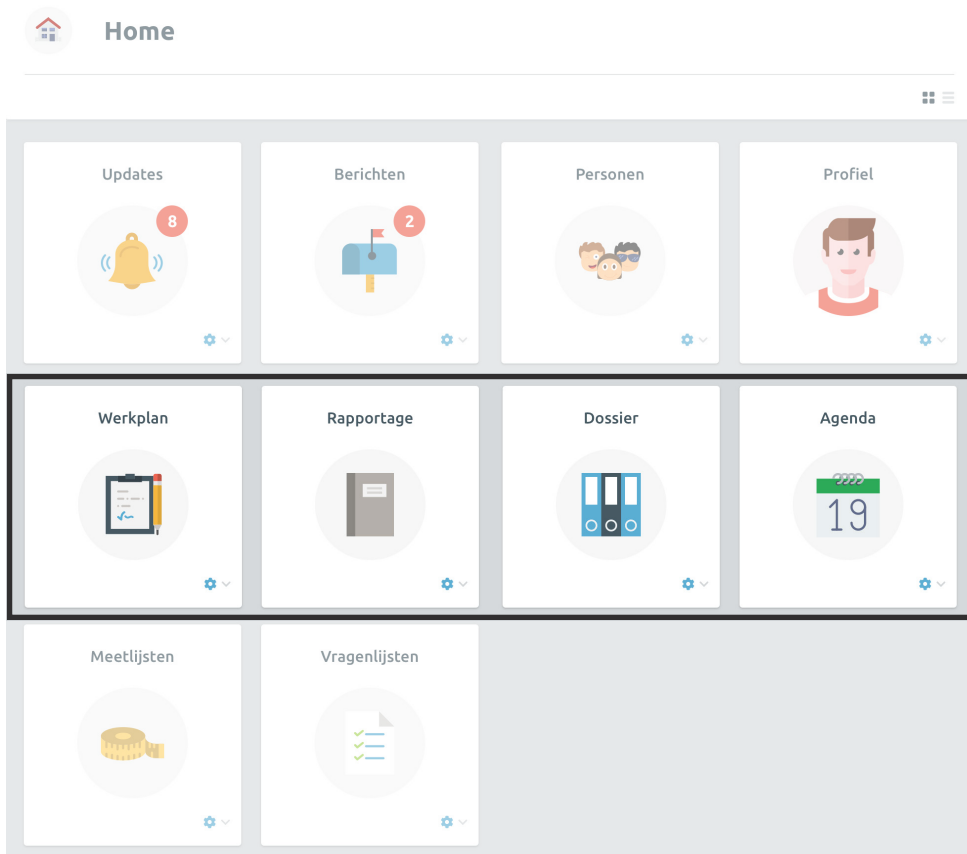 Home
Updates
8
Berichten
2
Personen
Profiel
Werkplan
Rapportage
Dossier
Agenda
19
Meetlijsten
Vragenlijsten